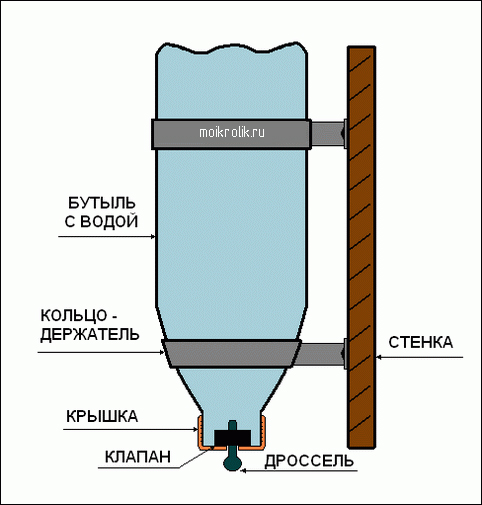 moikrolik.ru
БУТЫЛЬ
С ВОДОЙ
КОЛЬЦО -
ДЕРЖАТЕЛЬ
СТЕНКА
КРЫШКА
КЛАПАН
ДРОССЕЛЬ